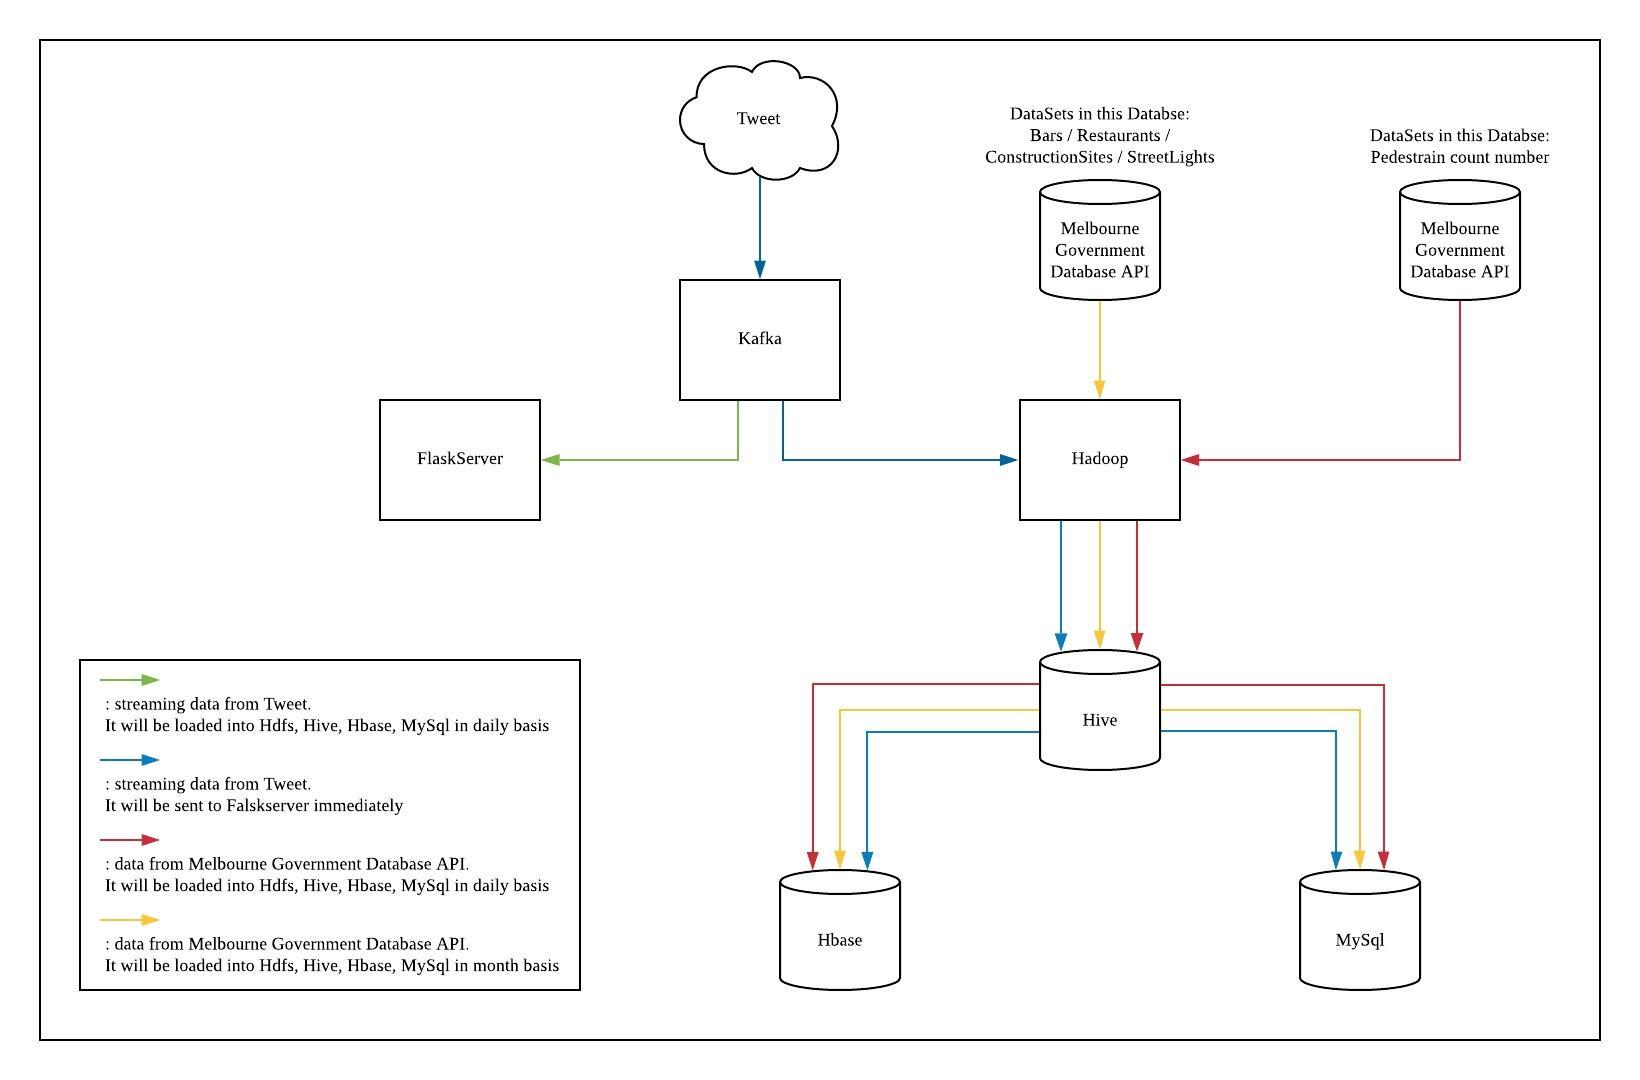 Tweet
DataSets in this Databse:
Bars / Restaurants /
ConstructionSites / StreetLights
DataSets in this Databse:
Pedestrain count number
Melbourne
Government
Database API
Melbourne
Government
Database API
Kafka
FlaskServer
Hadoop
Hive
Hbase
MySql
: streaming data from Tweet.
It will be loaded into Hdfs, Hive, Hbase, MySql in daily basis
: streaming data from Tweet.
It will be sent to Falskserver immediately
: data from Melbourne Government Database API.
It will be loaded into Hdfs, Hive, Hbase, MySql in daily basis
: data from Melbourne Government Database API.
It will be loaded into Hdfs, Hive, Hbase, MySql in month basis